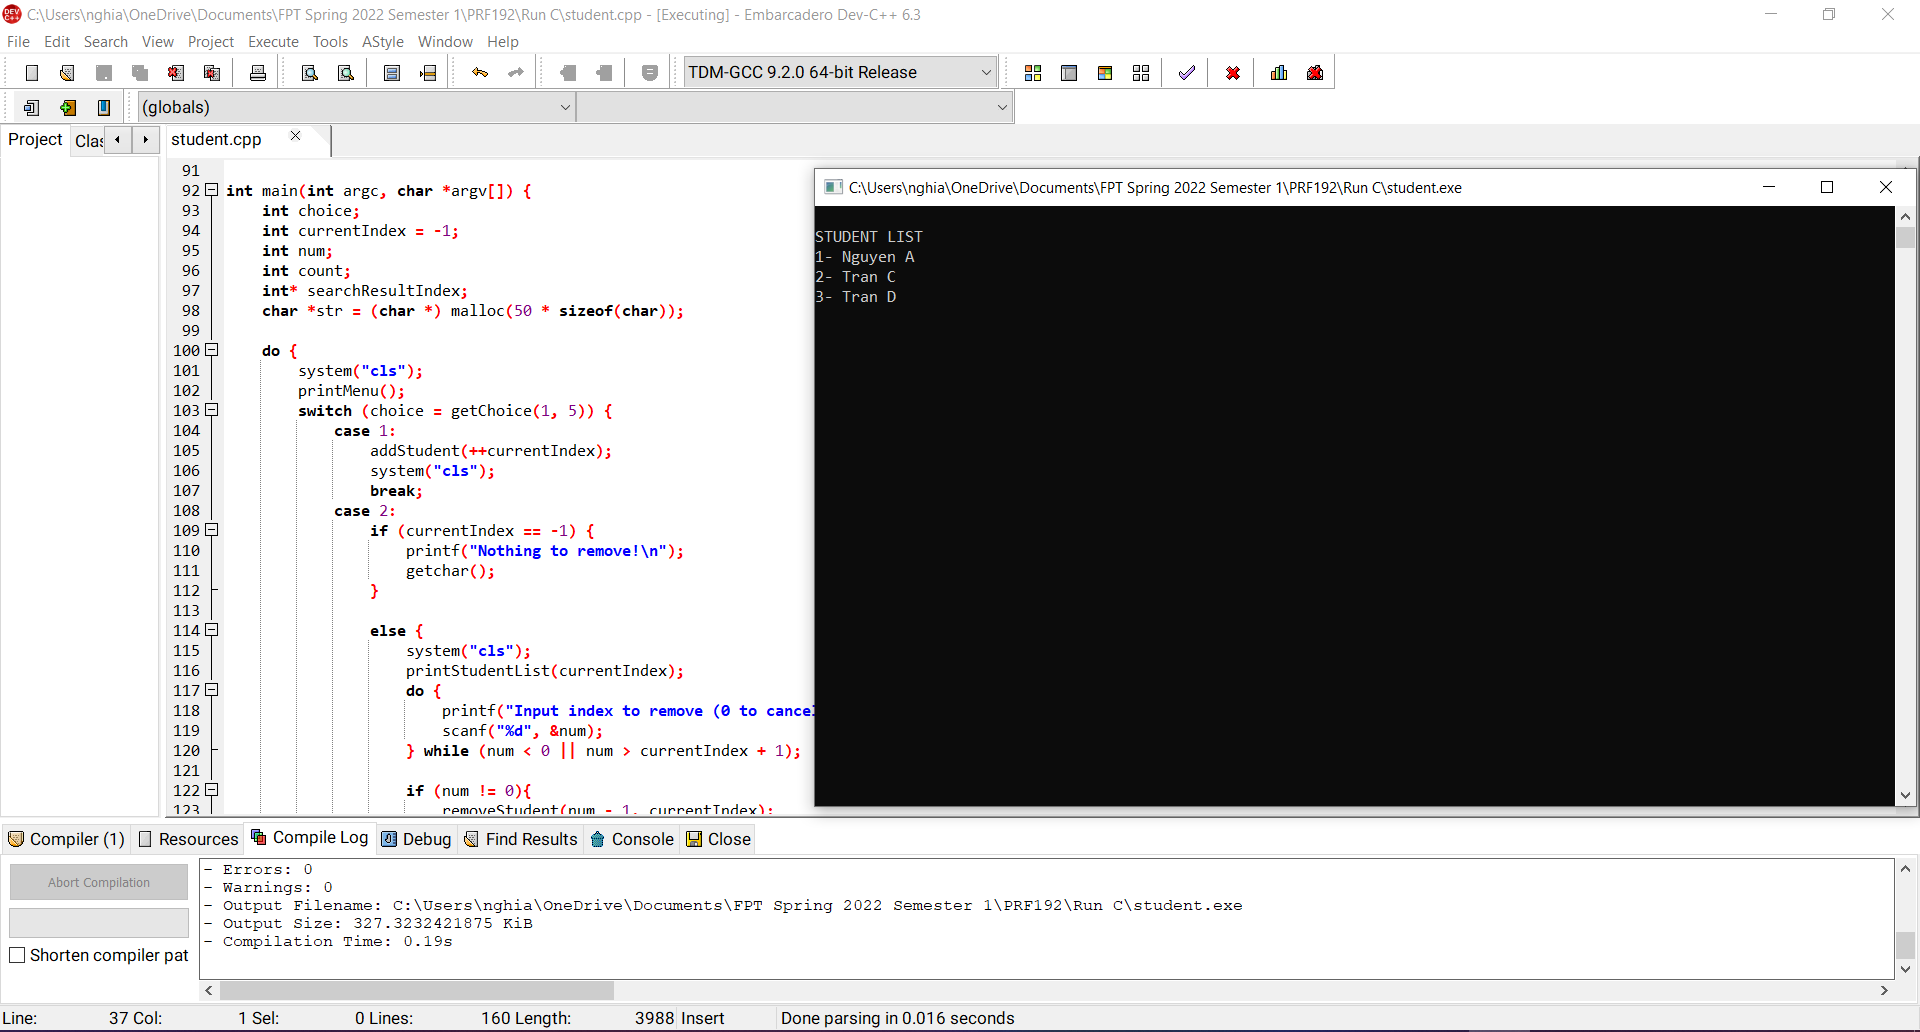 C:\Users\nghia\OneDrive\Documents\FPT Spring 2022 Semester 1\PRF192\Run C\student.cpp - [Executing] - Embarcadero Dev-C++ 6.3
File Edit Search View Project Execute Tools AStyle Window Help
TDM-GCC 9.2.0 64-bit Release
(globals)
Project Clas student.cpp
91
92 int main(int argc, char *argv[]) {
93 int choice;
94 int currentIndex = -1;
95 int num;
96 int count;
97 int* searchResultIndex;
98 char *str = (char *) malloc(50 * sizeof(char));
99
100 do {
101 system("cls");
102 printMenu();
103 switch (choice = getChoice(1, 5)) {
104 case 1:
105 addStudent(++currentIndex);
106 system("cls");
107 break;
108 case 2:
109 if (currentIndex == -1) {
110 printf("Nothing to remove!\n");
111 getchar();
112 }
113
114 else {
115 system("cls");
116 printStudentList(currentIndex);
117 do {
118 printf("Input index to remove (0 to cancel
119 scanf("%d", &num);
120 } while (num < 0 || num > currentIndex + 1);
121
122 if (num != 0){
123 removeStudent(num - 1, currentIndex);
C:\Users\nghia\OneDrive\Documents\FPT Spring 2022 Semester 1\PRF192\Run C\student.exe
STUDENT LIST
1- Nguyen A
2- Tran C
3- Tran D
Compiler (1) Resources Compile Log Debug Find Results Console Close
Abort Compilation
Shorten compiler pat
- Errors: 0
- Warnings: 0
- Output Filename: C:\Users\nghia\OneDrive\Documents\FPT Spring 2022 Semester 1\PRF192\Run C\student.exe
- Output Size: 327.3232421875 KiB
- Compilation Time: 0.19s
Line: 37 Col: 1 Sel: 0 Lines: 160 Length: 3988 Insert Done parsing in 0.016 seconds